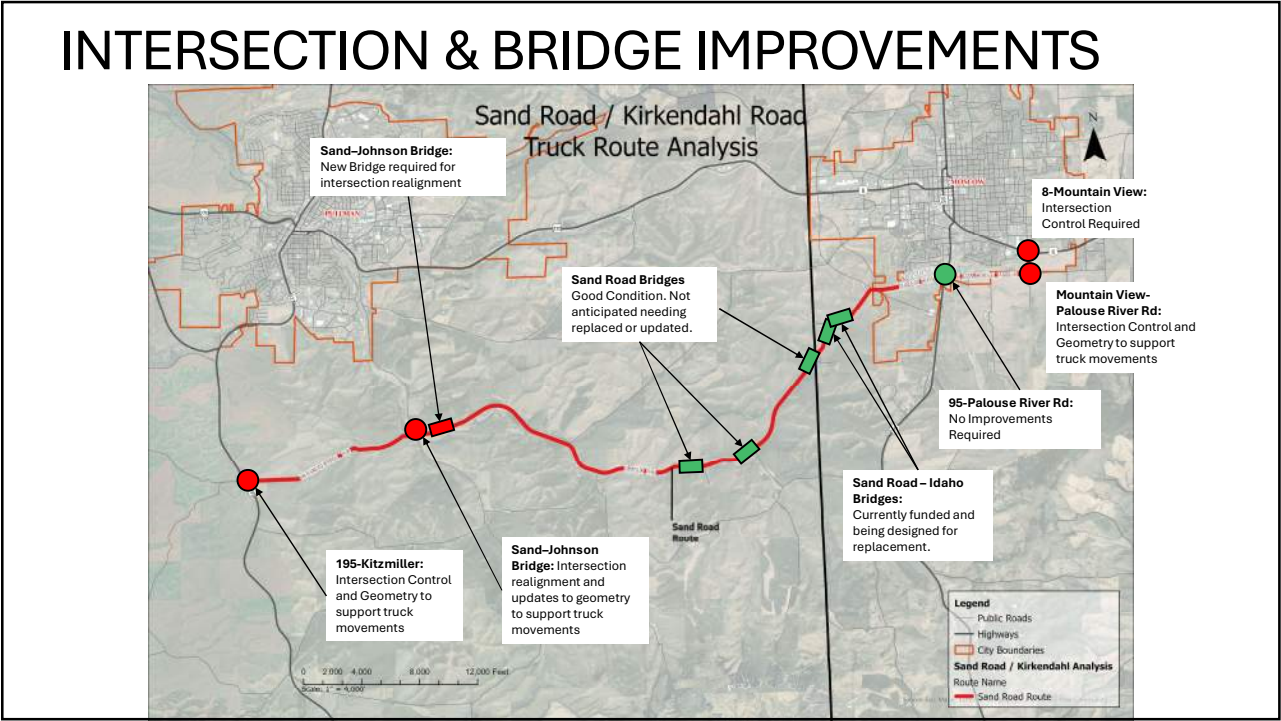 INTERSECTION & BRIDGE IMPROVEMENTS
Sand Road / Kirkendahl Road
Truck Route Analysis
N
Sand–Johnson Bridge:
New Bridge required for
intersection realignment
PULLMAN
MOSCOW
8
8
8-Mountain View:
Intersection
Control Required
Sand Road Bridges
Good Condition. Not
anticipated needing
replaced or updated.
Mountain View-
Palouse River Rd:
Intersection Control and
Geometry to support
truck movements
95-Palouse River Rd:
No Improvements
Required
Sand Road – Idaho
Bridges:
Currently funded and
being designed for
replacement.
Sand Road
Route
195-Kitzmiller:
Intersection Control
and Geometry to
support truck
movements
Sand–Johnson
Bridge: Intersection
realignment and
updates to geometry
to support truck
movements
0 2,000 4,000 8,000 12,000 Feet
Scale: 1" = 4,000'
Legend
Public Roads
Highways
City Boundaries
Sand Road / Kirkendahl Analysis
Route Name
Sand Road Route